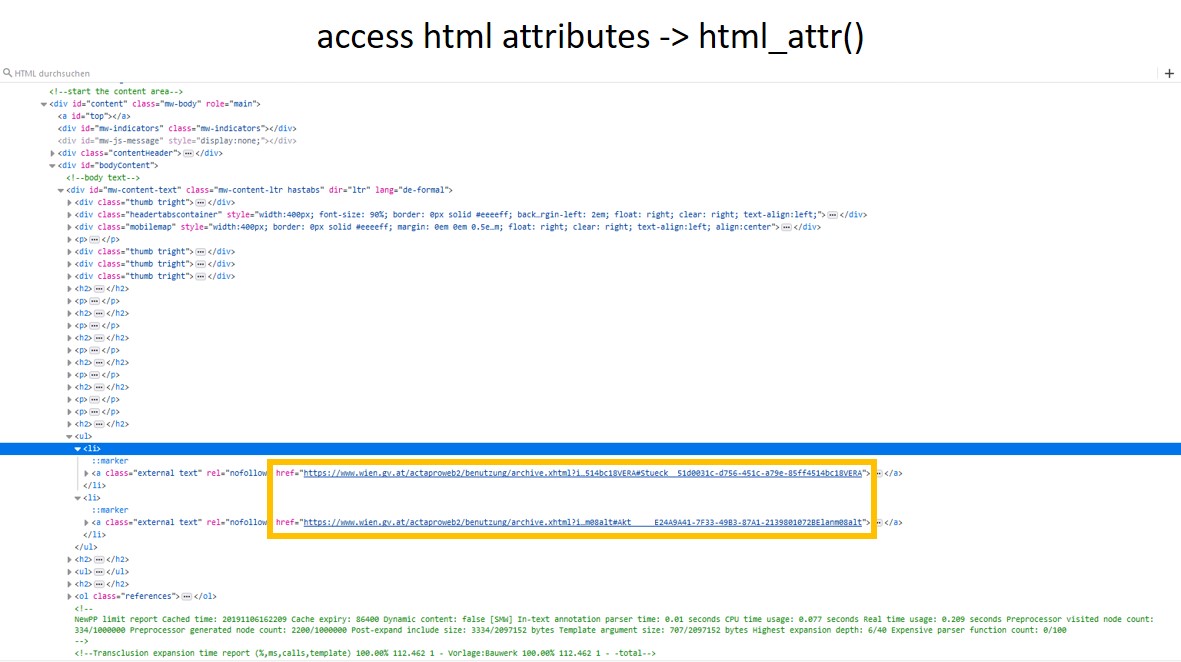 access html attributes -> html_attr()
HTML durchsuchen
+
<!--start the content area-->
<div id="content" class="mw-body" role="main">
<a id="top"></a>
<div id="mw-indicators" class="mw-indicators"></div>
<div id="mw-js-message" style="display:none;"></div>
<div class="contentHeader">…</div>
<div id="bodyContent">
<!--body text-->
<div id="mw-content-text" class="mw-content-ltr hastabs" dir="ltr" lang="de-formal">
<div class="thumb tright">…</div>
<div class="headertabscontainer" style="width:400px; font-size: 90%; border: 0px solid #eeeeff; back…rgin-left: 2em; float: right; clear: right; text-align:left;">…</div>
<div class="mobilemap" style="width:400px; border: 0px solid #eeeeff; margin: 0em 0em 0.5e…m; float: right; clear: right; text-align:left; align:center">…</div>
<p>…</p>
<div class="thumb tright">…</div>
<div class="thumb tright">…</div>
<div class="thumb tright">…</div>
<h2>…</h2>
<p>…</p>
<h2>…</h2>
<p>…</p>
<h2>…</h2>
<p>…</p>
<h2>…</h2>
<p>…</p>
<h2>…</h2>
<p>…</p>
<p>…</p>
<h2>…</h2>
<ul>
<li>
::marker
<a class="external text" rel="nofollow href="https://www.wien.gv.at/actaproweb2/benutzung/archive.xhtml?i…514bc18VERA#Stueck__51d0031c-d756-451c-a79e-85ff4514bc18VERA">…</a>
</li>
<li>
::marker
<a class="external text" rel="nofollow href="https://www.wien.gv.at/actaproweb2/benutzung/archive.xhtml?i…m08alt#Akt_____E24A9A41-7F33-49B3-87A1-2139801072BElanm08alt">…</a>
</li>
</ul>
<h2>…</h2>
<ul>…</ul>
<h2>…</h2>
<ol class="references">…</ol>
<!--
NewPP limit report Cached time: 20191106162209 Cache expiry: 86400 Dynamic content: false [SMW] In-text annotation parser time: 0.01 seconds CPU time usage: 0.077 seconds Real time usage: 0.209 seconds Preprocessor visited node count:
334/1000000 Preprocessor generated node count: 2200/1000000 Post-expand include size: 3334/2097152 bytes Template argument size: 707/2097152 bytes Highest expansion depth: 6/40 Expensive parser function count: 0/100
-->
<!--Transclusion expansion time report (%,ms,calls,template) 100.00% 112.462 1 - Vorlage:Bauwerk 100.00% 112.462 1 - -total-->